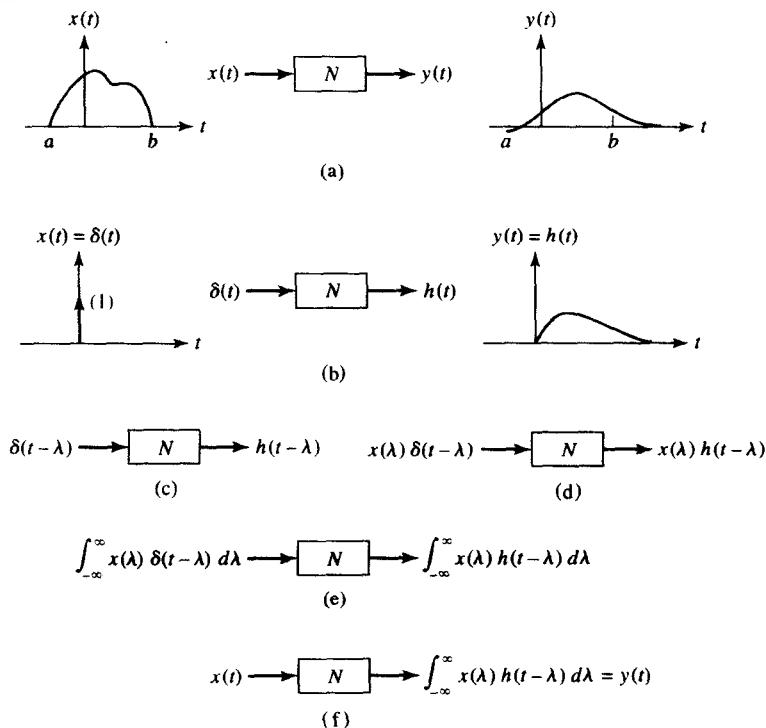 x(t) y(t)
x(t) N y(t)
a b t a b t
(a)
x(t) = δ(t) y(t) = h(t)
(1) δ(t) N h(t)
t t
(b)
δ(t − λ) N h(t − λ) x(λ) δ(t − λ) N x(λ) h(t − λ)
(c) (d)
∫_{−∞}^{∞} x(λ) δ(t − λ) dλ N ∫_{−∞}^{∞} x(λ) h(t − λ) dλ
(e)
x(t) N ∫_{−∞}^{∞} x(λ) h(t − λ) dλ = y(t)
(f)